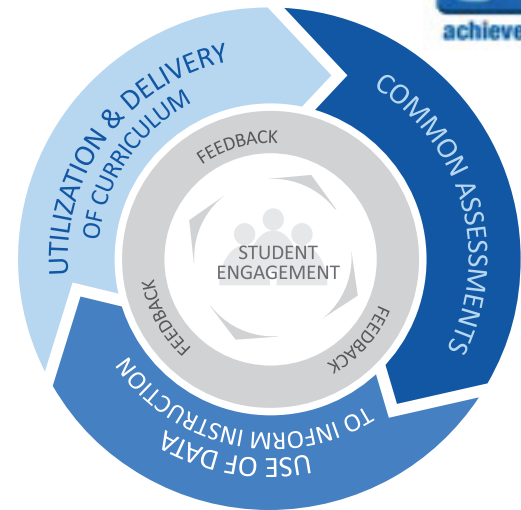 achieve
UTILIZATION & DELIVERY
OF CURRICULUM
COMMON ASSESSMENTS
USE OF DATA
TO INFORM INSTRUCTION
FEEDBACK
FEEDBACK
FEEDBACK
STUDENT
ENGAGEMENT